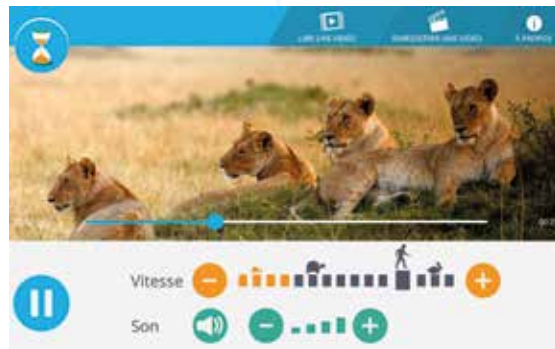 LIRE UNE VIDÉO
ENREGISTRER UNE VIDÉO
À PROPOS
Vitesse
Son